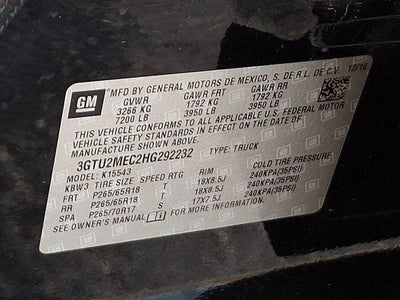 GM
MFD BY GENERAL MOTORS DE MEXICO, S. DE R.L. DE C.V. 12/16
GVWR GAWR FRT GAWR RR
3266 KG 1792 KG 1792 KG
7200 LB 3950 LB 3950 LB
THIS VEHICLE CONFORMS TO ALL APPLICABLE U.S. FEDERAL MOTOR
VEHICLE SAFETY STANDARDS IN EFFECT ON THE DATE OF
MANUFACTURE SHOWN ABOVE.
3GTU2MEC2HG292232 TYPE: TRUCK
MODEL: K15543
KBW3 TIRE SIZE SPEED RTG RIM COLD TIRE PRESSURE
FRT P265/65R18 T 18X8.5J 240KPA(35PSI)
RR P265/65R18 T 18X8.5J 240KPA(35PSI)
SPA P265/70R17 S 17X7.5J 240KPA(35PSI)
SEE OWNER'S MANUAL FOR MORE INFORMATION.